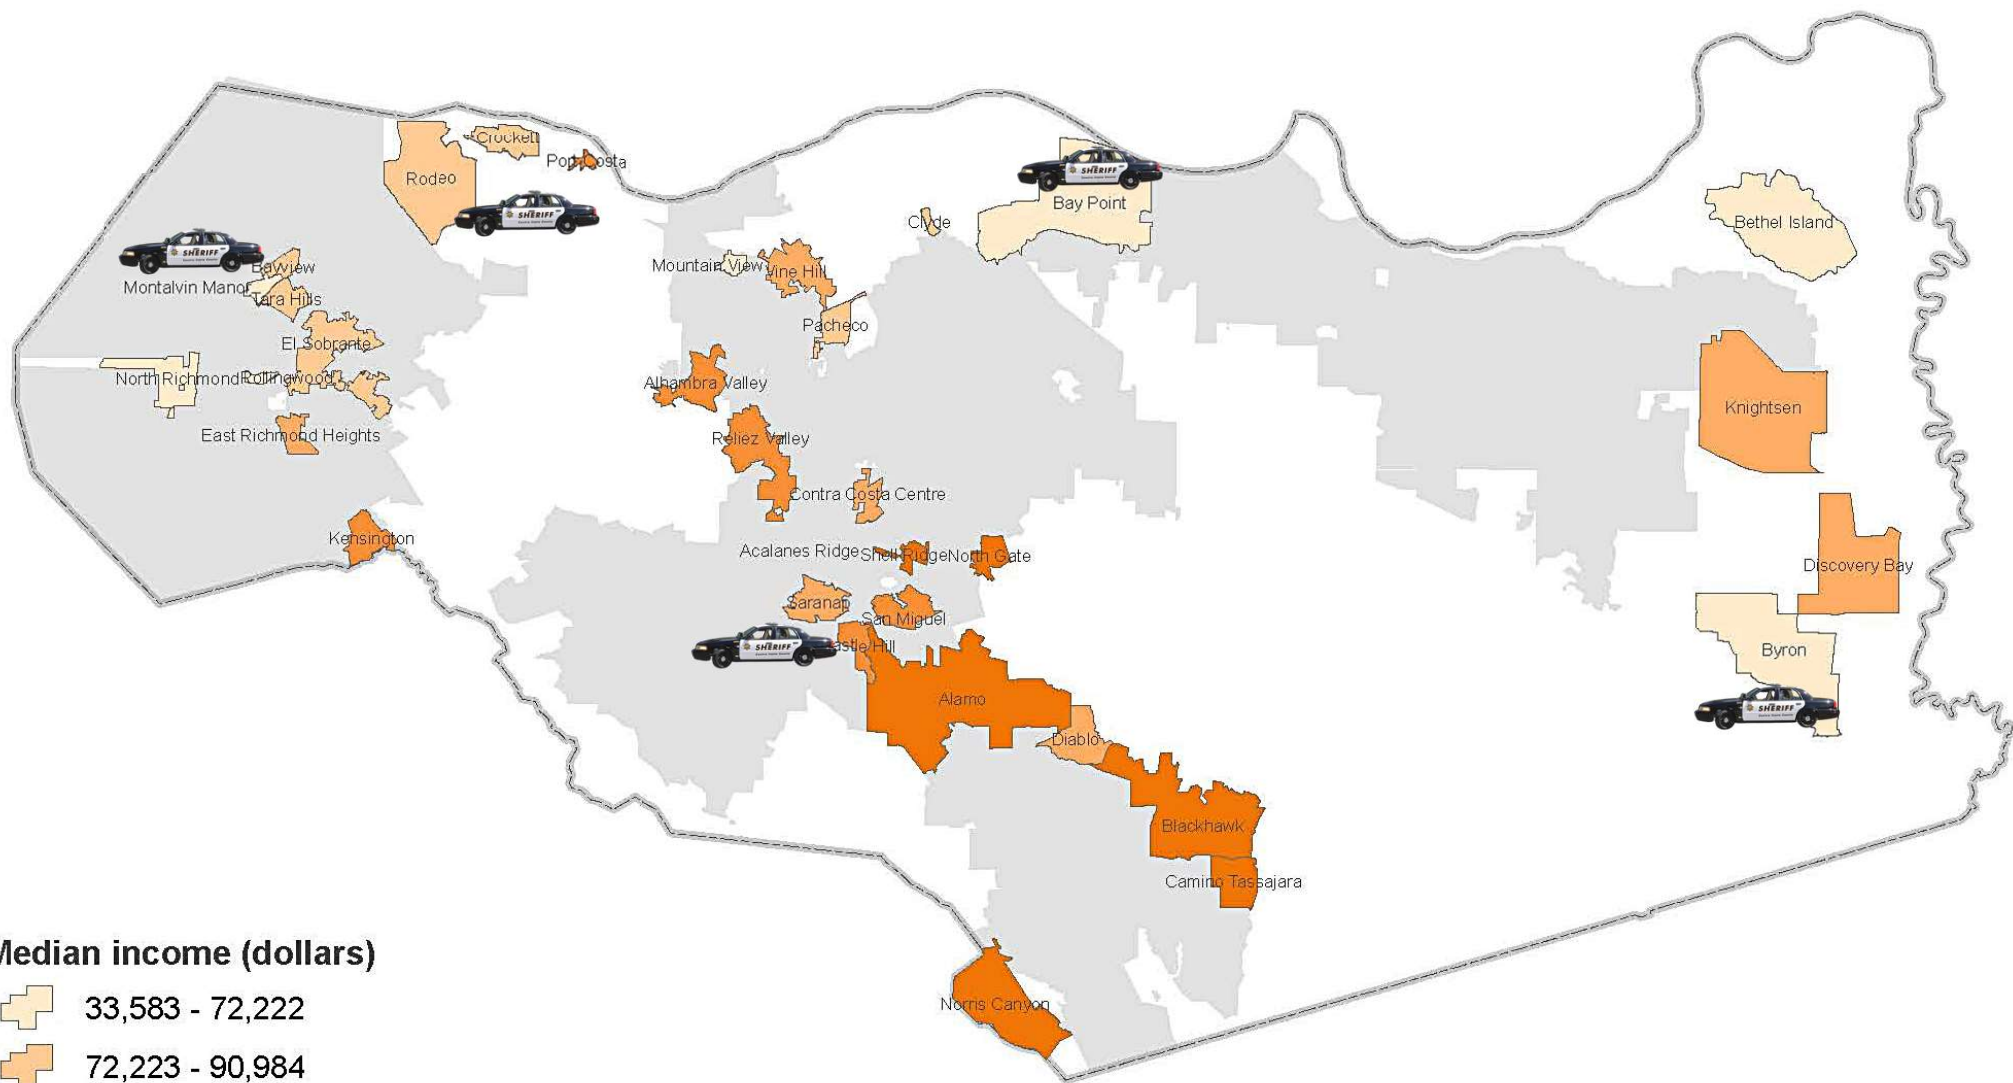 Crockett
Port Costa
Rodeo
SHERIFF
SHERIFF
SHERIFF
Bay Point
Clyde
Bethel Island
Bayview
Montalvin Manor
Tara Hills
Mountain View
Vine Hill
Pacheco
El Sobrante
North Richmond
Rollingwood
Alhambra Valley
Knightsen
East Richmond Heights
Reliez Valley
Contra Costa Centre
Kensington
Acalanes Ridge
Shell Ridge
North Gate
Discovery Bay
Saranap
San Miguel
SHERIFF
astle Hill
Byron
Alamo
SHERIFF
Diablo
Blackhawk
Camino Tassajara
Norris Canyon
Median income (dollars)
33,583 - 72,222
72,223 - 90,984